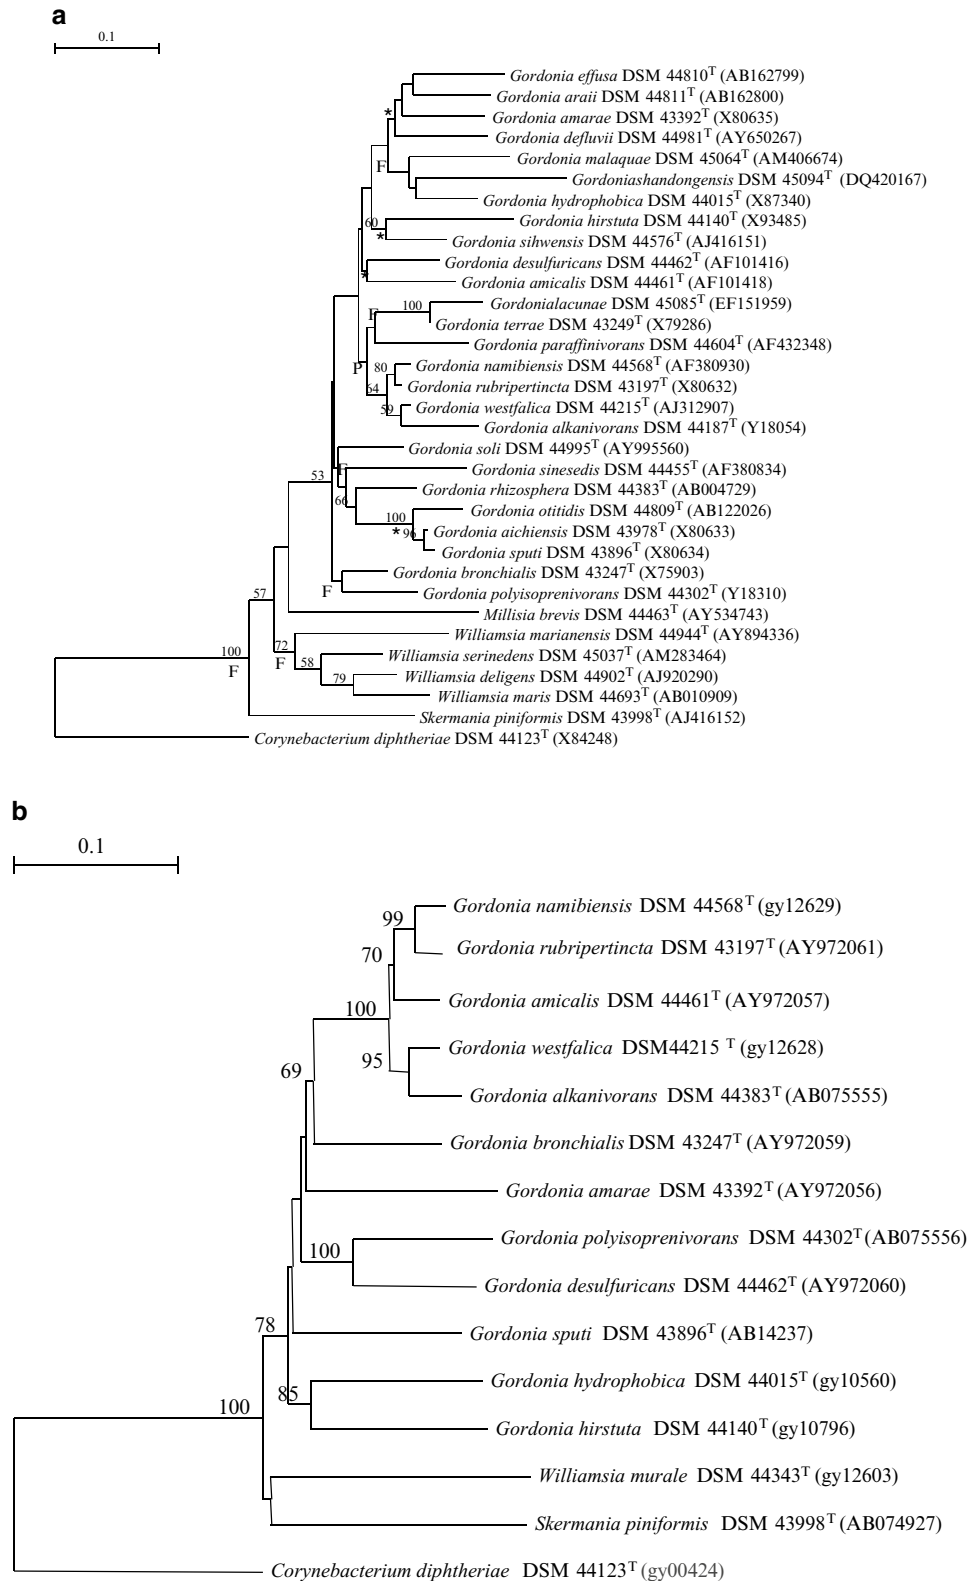 a
0.1
Gordonia effusa DSM 44810T (AB162799)
Gordonia araii DSM 44811T (AB162800)
*
Gordonia amarae DSM 43392T (X80635)
Gordonia defluvii DSM 44981T (AY650267)
F
Gordonia malaquae DSM 45064T (AM406674)
Gordoniashandongensis DSM 45094T (DQ420167)
Gordonia hydrophobica DSM 44015T (X87340)
60
Gordonia hirstuta DSM 44140T (X93485)
*
Gordonia sihwensis DSM 44576T (AJ416151)
Gordonia desulfuricans DSM 44462T (AF101416)
*
Gordonia amicalis DSM 44461T (AF101418)
100
Gordonialacunae DSM 45085T (EF151959)
F
Gordonia terrae DSM 43249T (X79286)
Gordonia paraffinivorans DSM 44604T (AF432348)
P
80
Gordonia namibiensis DSM 44568T (AF380930)
64
Gordonia rubripertincta DSM 43197T (X80632)
59
Gordonia westfalica DSM 44215T (AJ312907)
Gordonia alkanivorans DSM 44187T (Y18054)
Gordonia soli DSM 44995T (AY995560)
53
F
Gordonia sinesedis DSM 44455T (AF380834)
66
Gordonia rhizosphera DSM 44383T (AB004729)
100
Gordonia otitidis DSM 44809T (AB122026)
*
96
Gordonia aichiensis DSM 43978T (X80633)
Gordonia sputi DSM 43896T (X80634)
Gordonia bronchialis DSM 43247T (X75903)
F
Gordonia polyisoprenivorans DSM 44302T (Y18310)
57
Millisia brevis DSM 44463T (AY534743)
72
Williamsia marianensis DSM 44944T (AY894336)
100
F
F
58
Williamsia serinedens DSM 45037T (AM283464)
79
Williamsia deligens DSM 44902T (AJ920290)
Williamsia maris DSM 44693T (AB010909)
Skermania piniformis DSM 43998T (AJ416152)
Corynebacterium diphtheriae DSM 44123T (X84248)
b
0.1
Gordonia namibiensis DSM 44568T (gy12629)
99
Gordonia rubripertincta DSM 43197T (AY972061)
70
Gordonia amicalis DSM 44461T (AY972057)
100
Gordonia westfalica DSM44215 T (gy12628)
95
69
Gordonia alkanivorans DSM 44383T (AB075555)
Gordonia bronchialis DSM 43247T (AY972059)
Gordonia amarae DSM 43392T (AY972056)
Gordonia polyisoprenivorans DSM 44302T (AB075556)
100
Gordonia desulfuricans DSM 44462T (AY972060)
78
Gordonia sputi DSM 43896T (AB14237)
Gordonia hydrophobica DSM 44015T (gy10560)
85
100
Gordonia hirstuta DSM 44140T (gy10796)
Williamsia murale DSM 44343T (gy12603)
Skermania piniformis DSM 43998T (AB074927)
Corynebacterium diphtheriae DSM 44123T (gy00424)